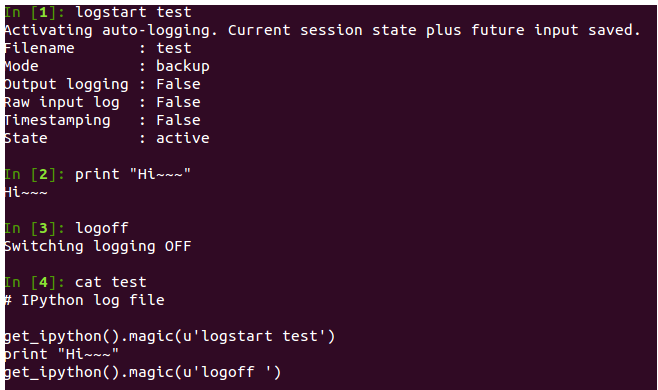 In [1]: logstart test
Activating auto-logging. Current session state plus future input saved.
Filename       : test
Mode           : backup
Output logging : False
Raw input log  : False
Timestamping   : False
State          : active
In [2]: print "Hi~~~"
Hi~~~
In [3]: logoff
Switching logging OFF
In [4]: cat test
# IPython log file
get_ipython().magic(u'logstart test')
print "Hi~~~"
get_ipython().magic(u'logoff ')